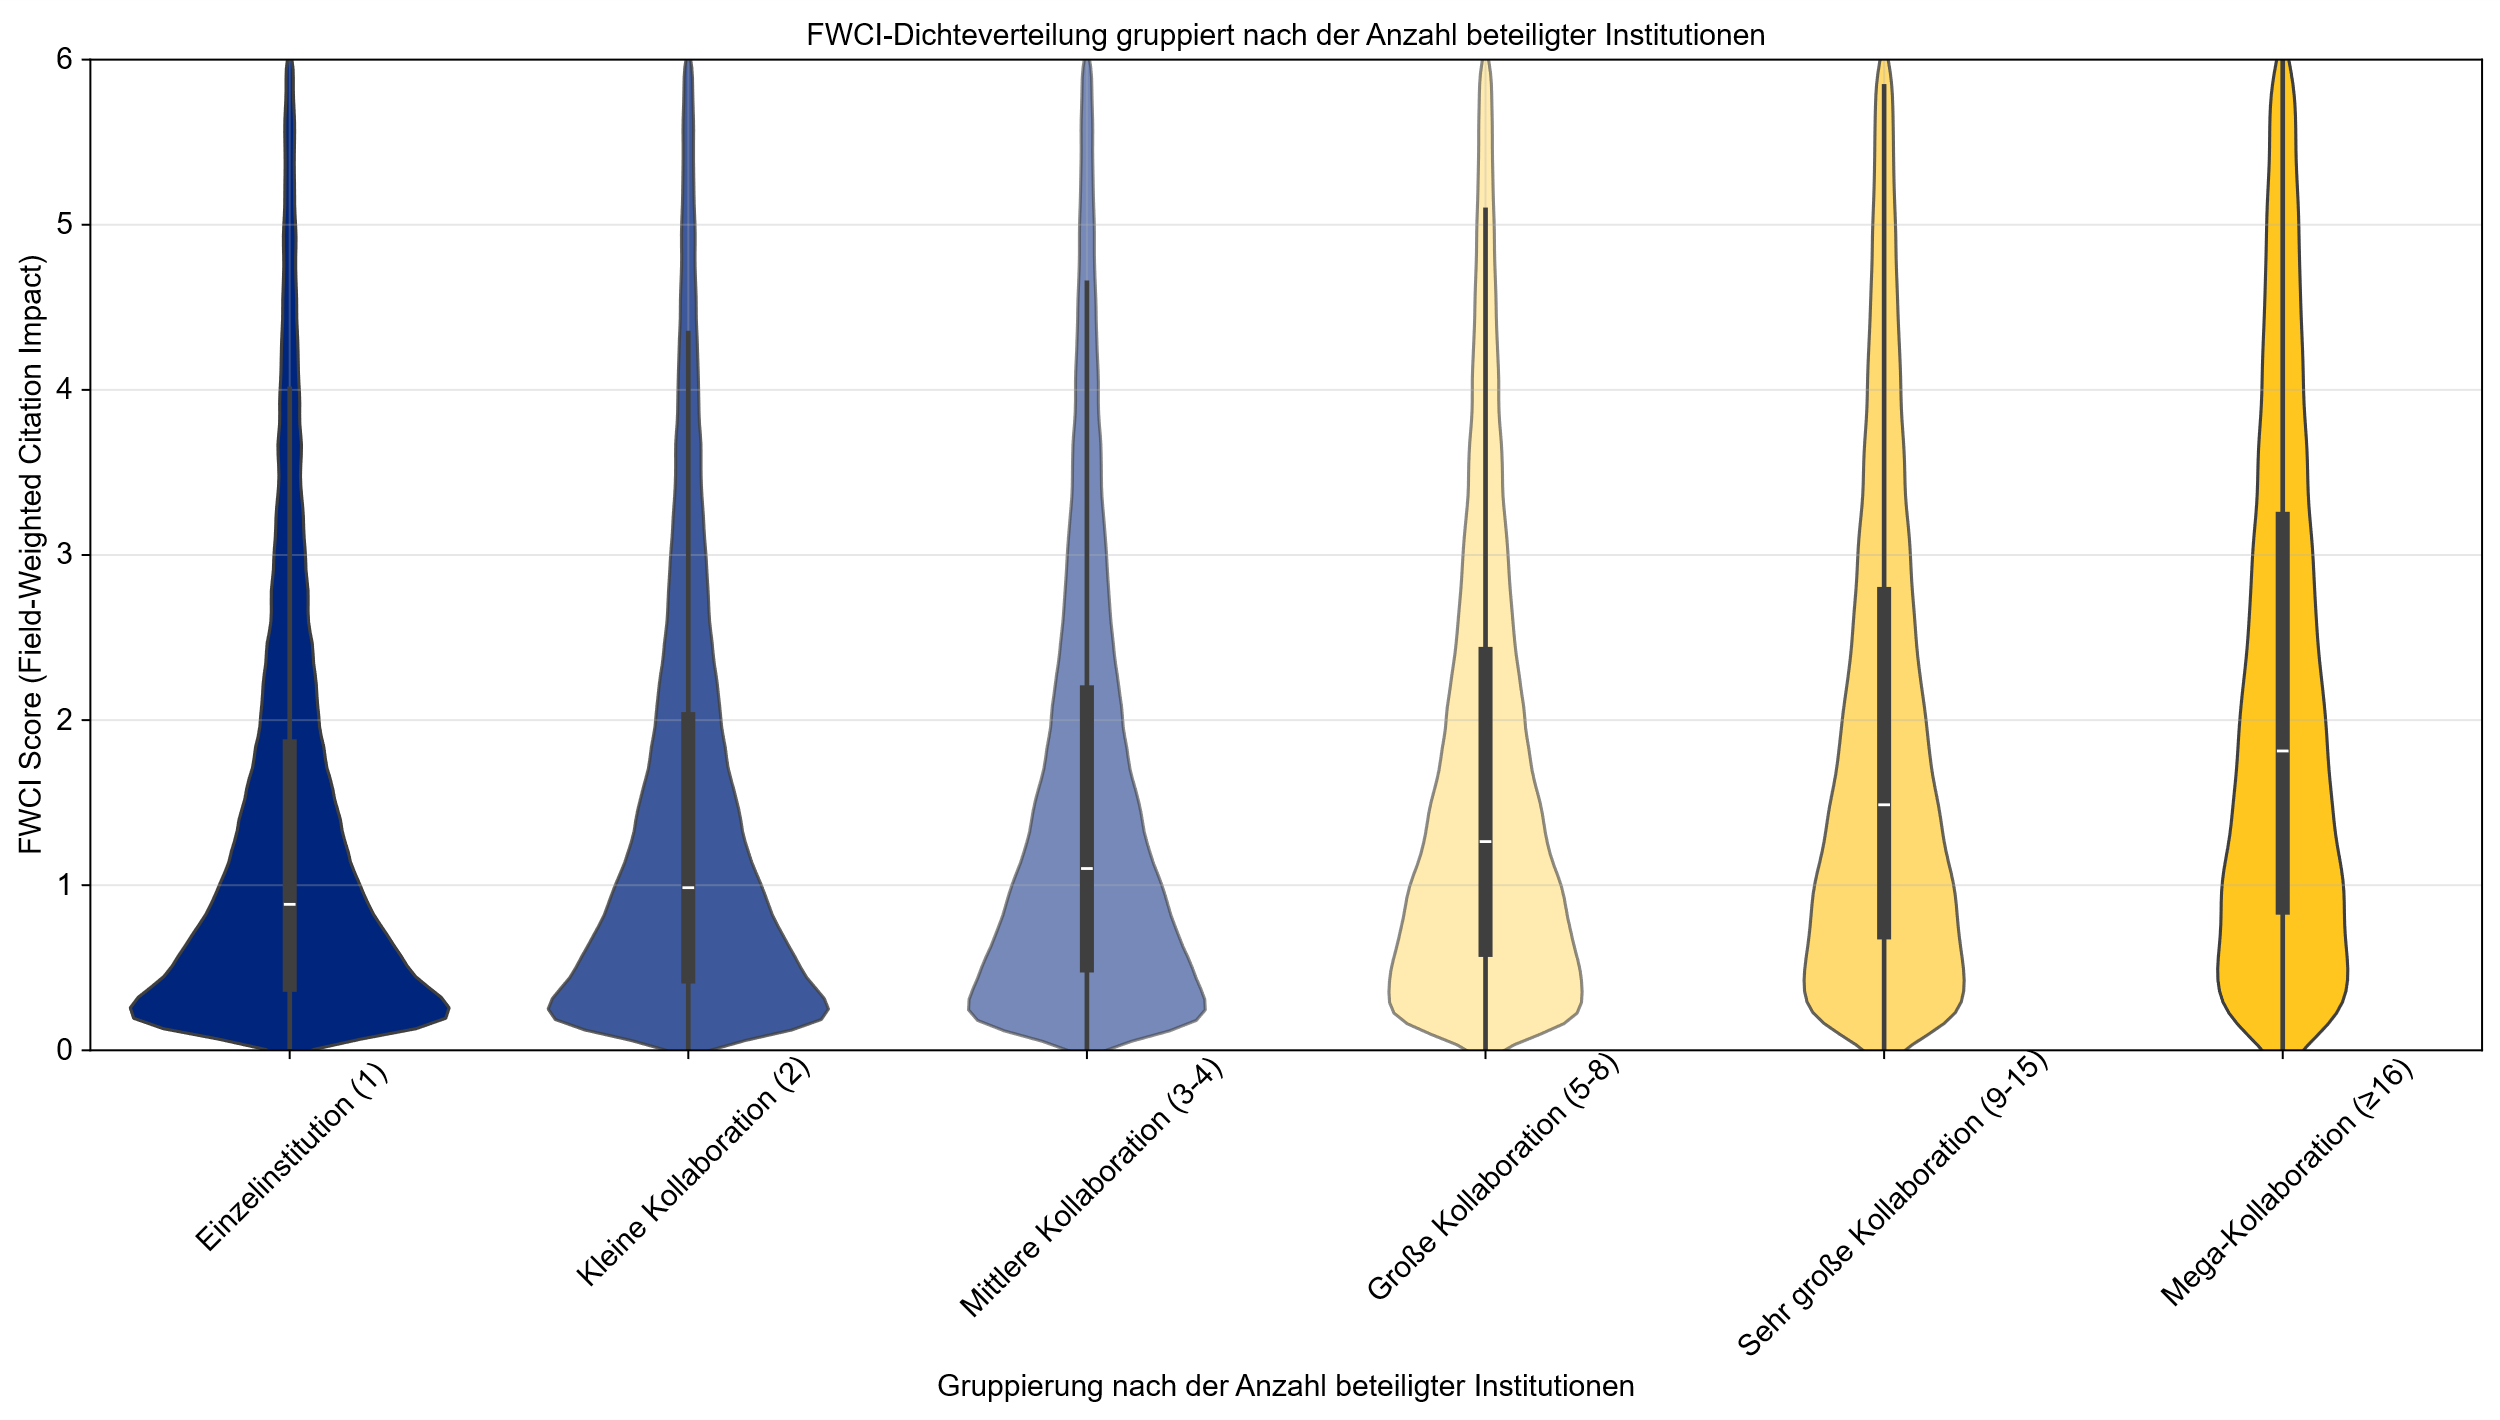 FWCI-Dichteverteilung gruppiert nach der Anzahl beteiligter Institutionen
FWCI Score (Field-Weighted Citation Impact)
6
5
4
3
2
1
0
Einzelinstitution (1)
Kleine Kollaboration (2)
Mittlere Kollaboration (3-4)
Große Kollaboration (5-8)
Sehr große Kollaboration (9-15)
Mega-Kollaboration (≥16)
Gruppierung nach der Anzahl beteiligter Institutionen